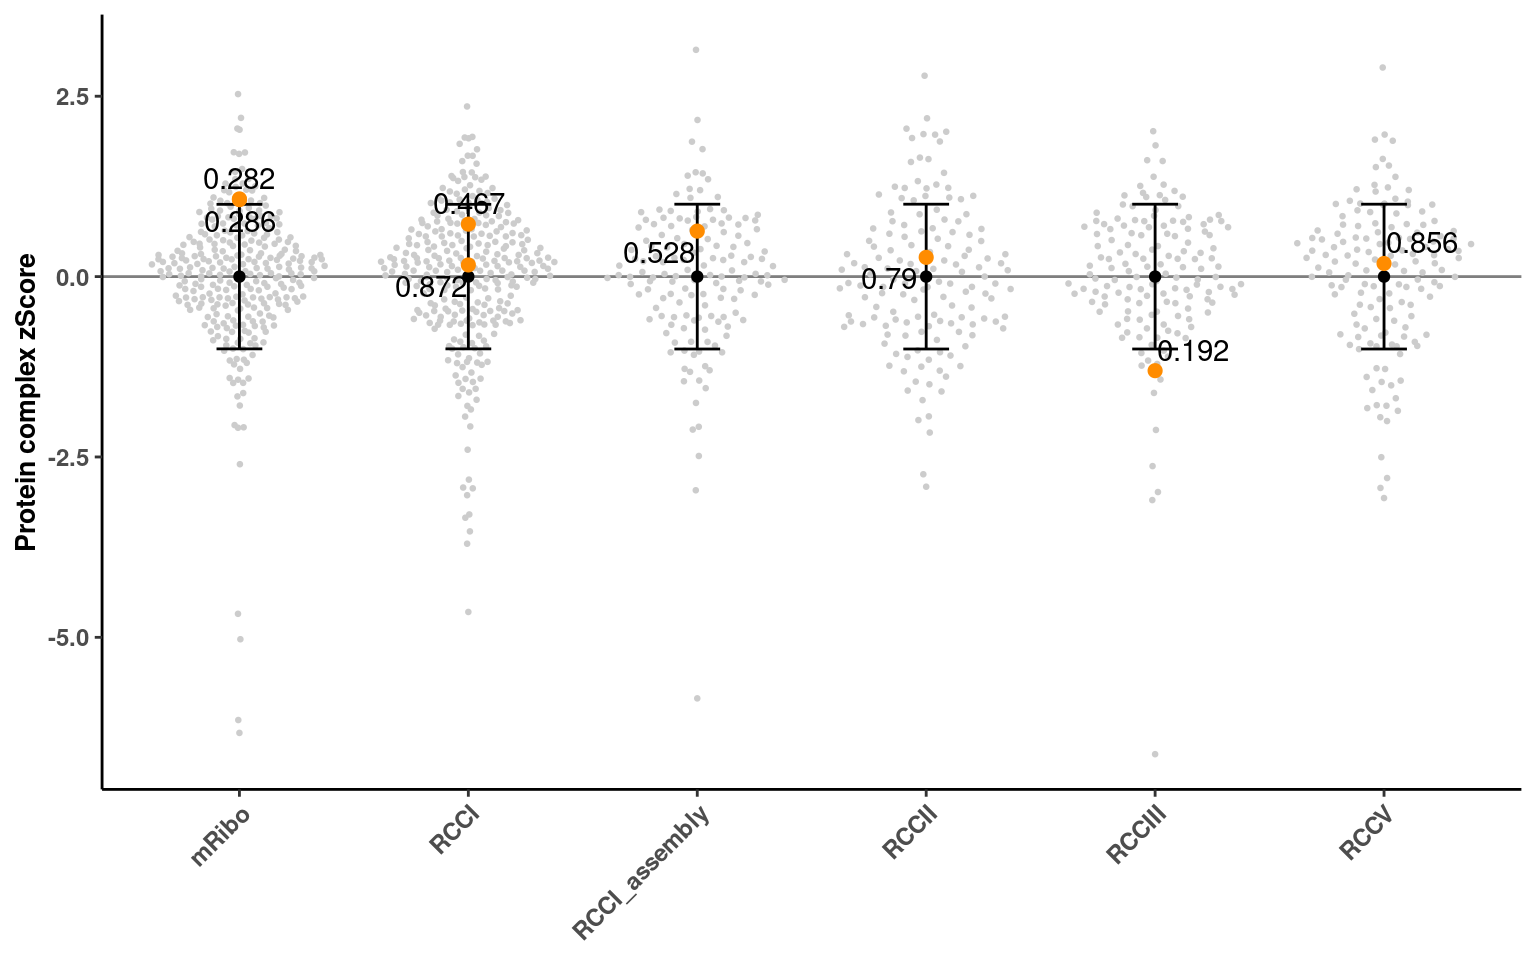 Protein complex zScore
2.5
0.0
-2.5
-5.0
0.282
0.286
0.467
0.872
0.528
0.79
0.192
0.856
mRibo
RCCI
RCCI_assembly
RCCII
RCCIII
RCCV